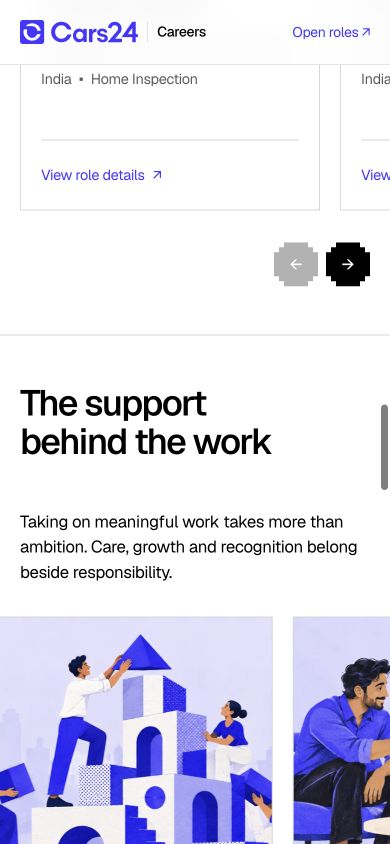 Cars24
Careers
Open roles
India ▪ Home Inspection
India
View role details
View
The support
behind the work
Taking on meaningful work takes more than
ambition. Care, growth and recognition belong
beside responsibility.